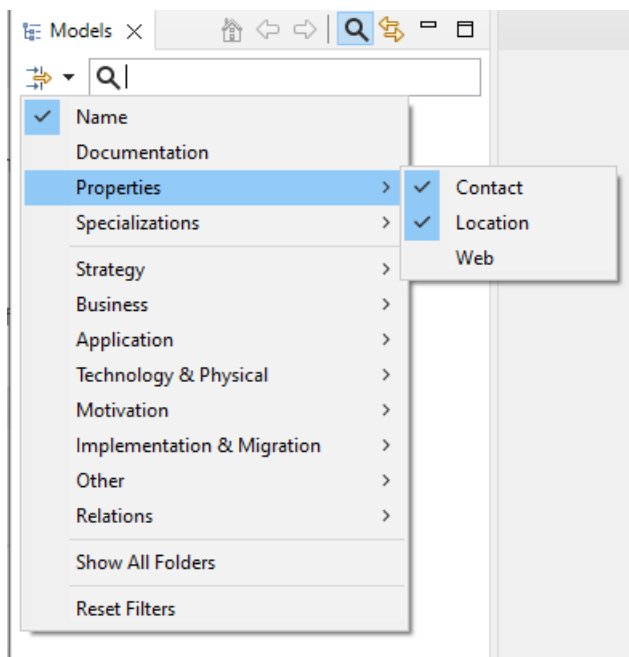 Models
Name
Documentation
Properties
Contact
Specializations
Location
Web
Strategy
Business
Application
Technology & Physical
Motivation
Implementation & Migration
Other
Relations
Show All Folders
Reset Filters